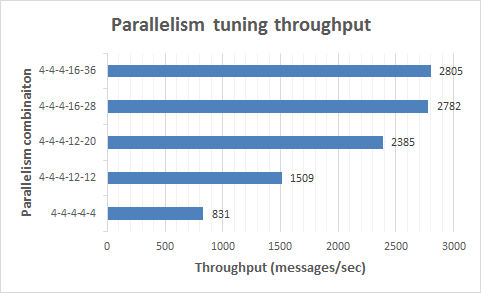 Parallelism tuning throughput
Parallelism combinaiton
4-4-4-16-36
2805
4-4-4-16-28
2782
4-4-4-12-20
2385
4-4-4-12-12
1509
4-4-4-4-4
831
0 500 1000 1500 2000 2500 3000
Throughput (messages/sec)